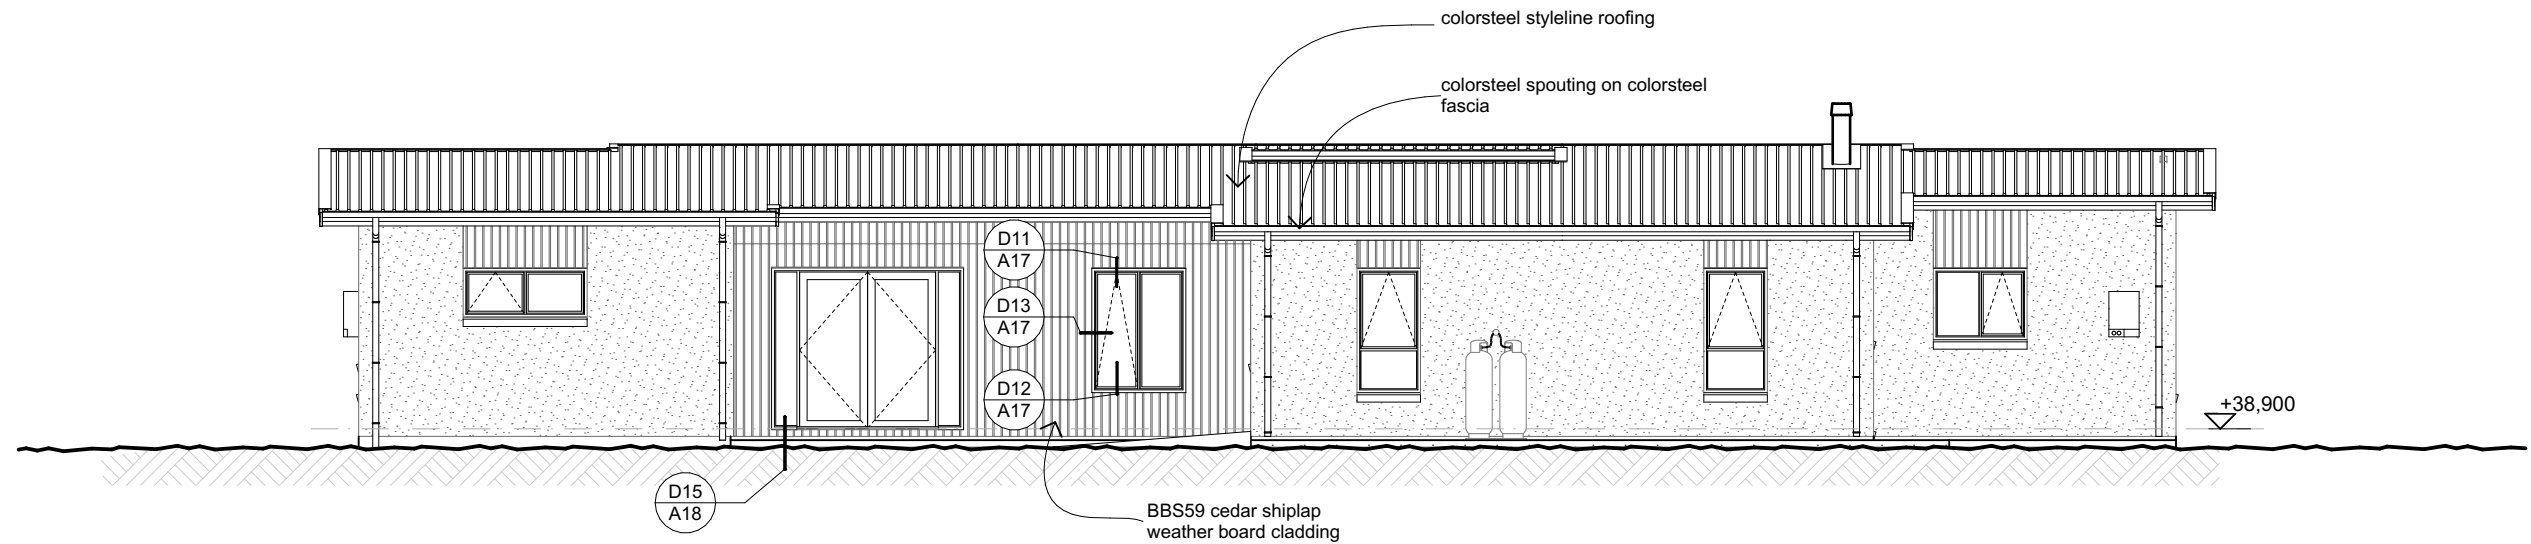 colorsteel styleline roofing
colorsteel spouting on colorsteel
fascia
D11
A17
D13
A17
D12
A17
+38,900
D15
A18
BBS59 cedar shiplap
weather board cladding